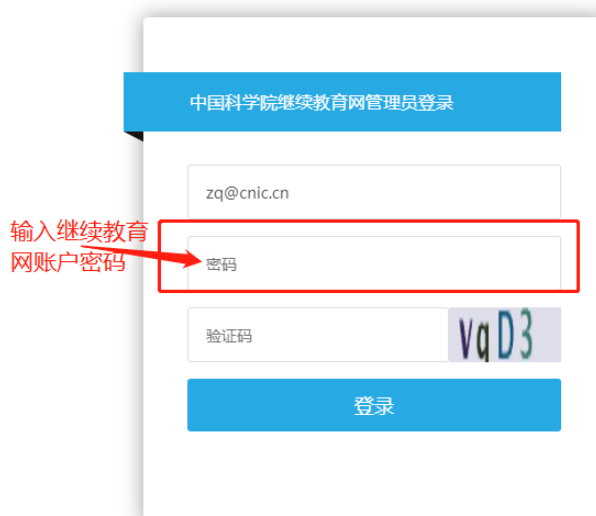 中国科学院继续教育网管理员登录
zq@cnic.cn
输入继续教育
网账户密码
密码
验证码
VqD3
登录